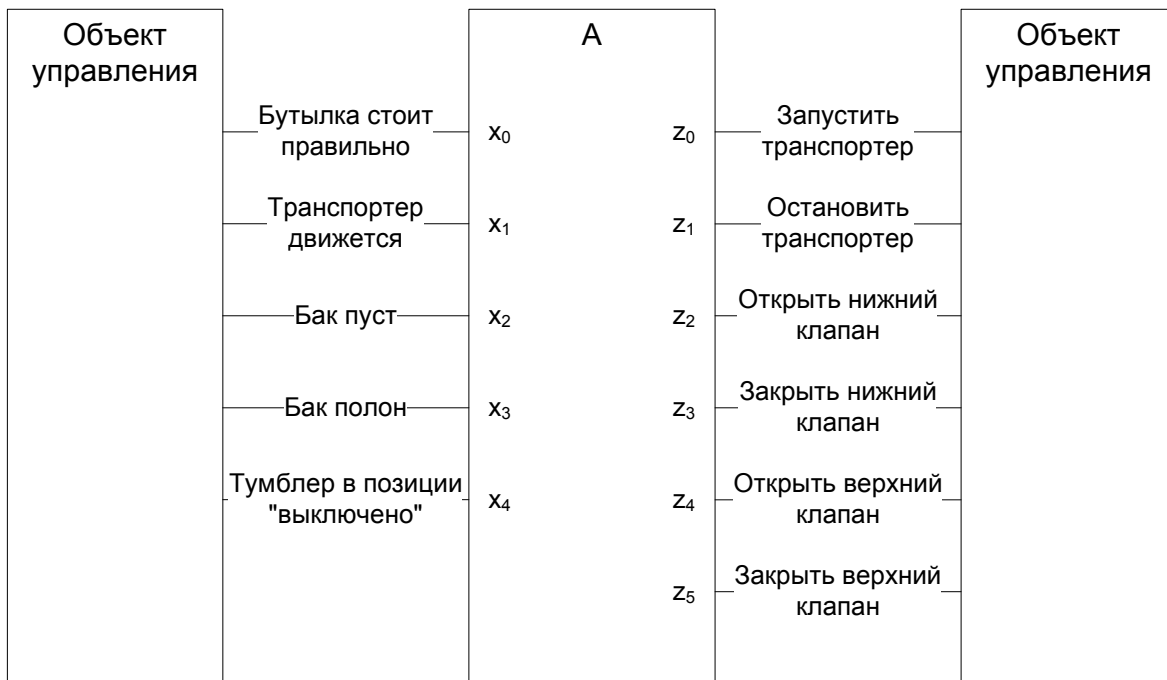 Объект
управления
А
Объект
управления
Бутылка стоит
правильно
x0
z0
Запустить
транспортер
Транспортер
движется
x1
z1
Остановить
транспортер
Бак пуст
x2
z2
Открыть нижний
клапан
Бак полон
x3
z3
Закрыть нижний
клапан
Тумблер в позиции
"выключено"
x4
z4
Открыть верхний
клапан
z5
Закрыть верхний
клапан